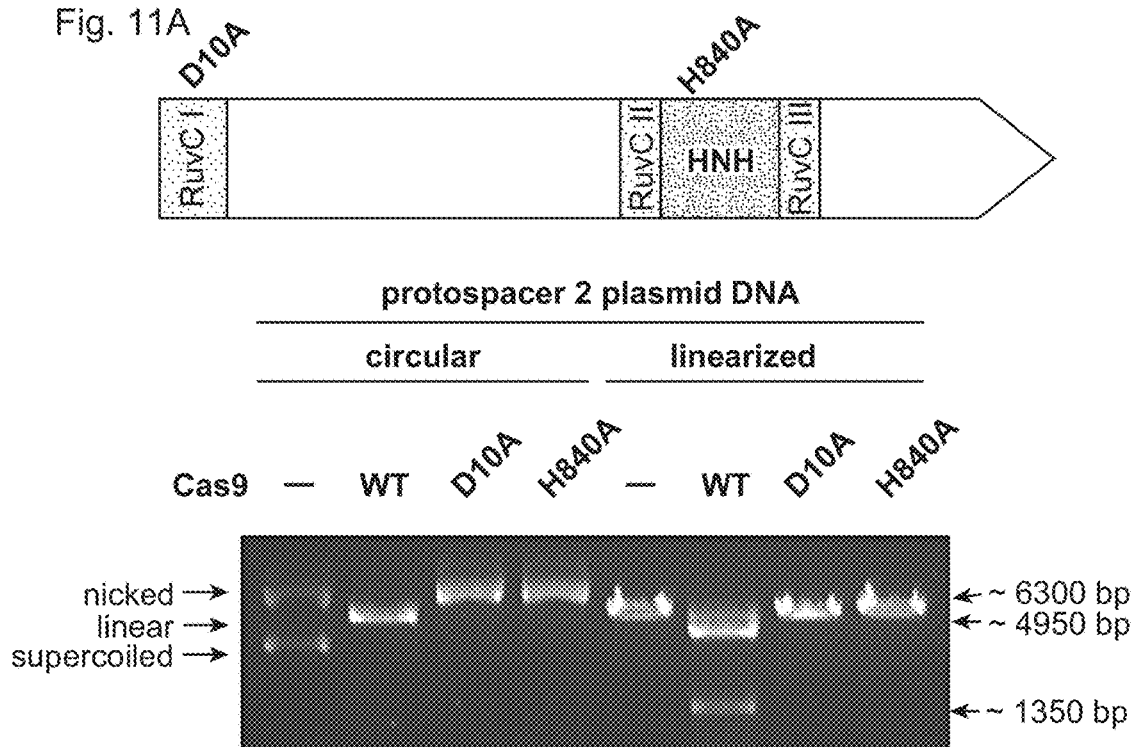 Fig. 11A
D10A
H840A
RuvC I
RuvC II
HNH
RuvC III
protospacer 2 plasmid DNA
circular linearized
Cas9 — WT D10A H840A — WT D10A H840A
nicked
linear
supercoiled
~ 6300 bp
~ 4950 bp
~ 1350 bp